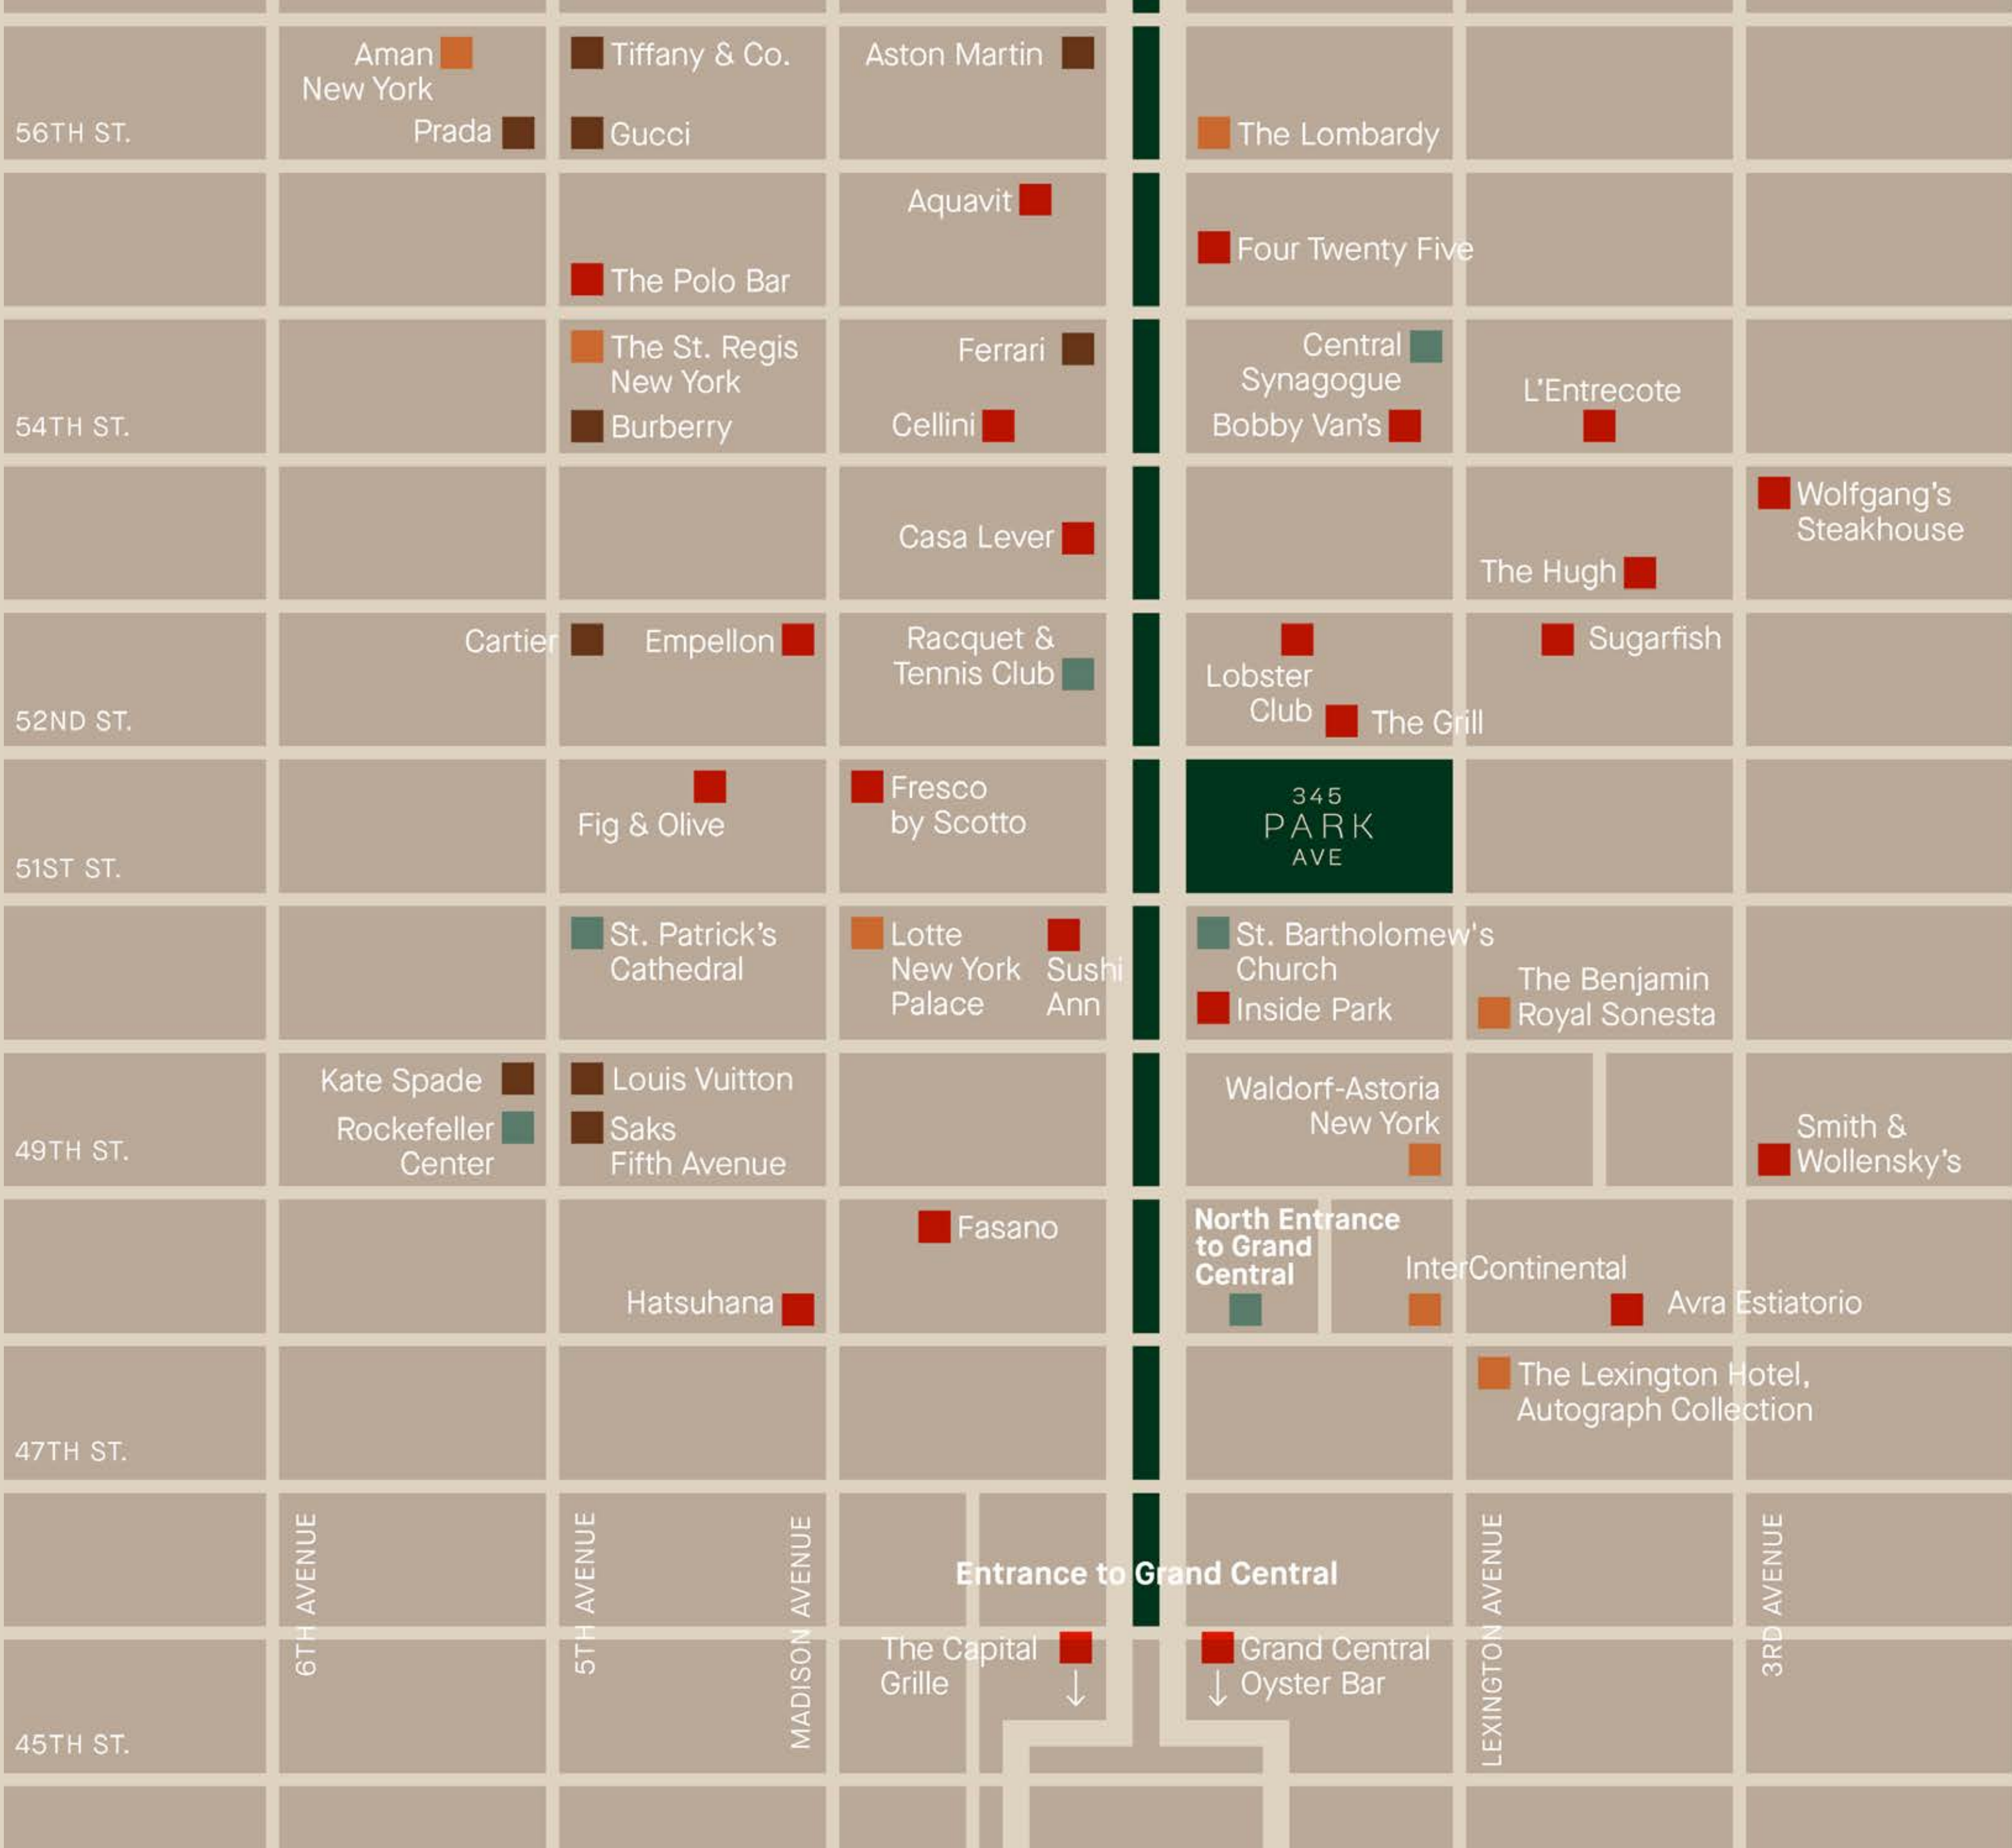 Aman
New York
Prada
Tiffany & Co.
Gucci
Aston Martin
The Lombardy
56TH ST.
Aquavit
Four Twenty Five
The Polo Bar
The St. Regis
New York
Burberry
Ferrari
Cellini
Central
Synagogue
Bobby Van's
L'Entrecote
54TH ST.
Casa Lever
The Hugh
Wolfgang's
Steakhouse
Cartier
Empellon
Racquet &
Tennis Club
Lobster
Club
The Grill
Sugarfish
52ND ST.
Fig & Olive
Fresco
by Scotto
345
PARK
AVE
51ST ST.
St. Patrick's
Cathedral
Lotte
New York
Palace
Sushi
Ann
St. Bartholomew's
Church
Inside Park
The Benjamin
Royal Sonesta
Kate Spade
Rockefeller
Center
Louis Vuitton
Saks
Fifth Avenue
Waldorf-Astoria
New York
Smith &
Wollensky's
49TH ST.
Fasano
Hatsuhana
North Entrance
to Grand
Central
InterContinental
Avra Estiatorio
The Lexington Hotel,
Autograph Collection
47TH ST.
6TH AVENUE
5TH AVENUE
MADISON AVENUE
Entrance to Grand Central
LEXINGTON AVENUE
3RD AVENUE
The Capital
Grille
Grand Central
Oyster Bar
45TH ST.